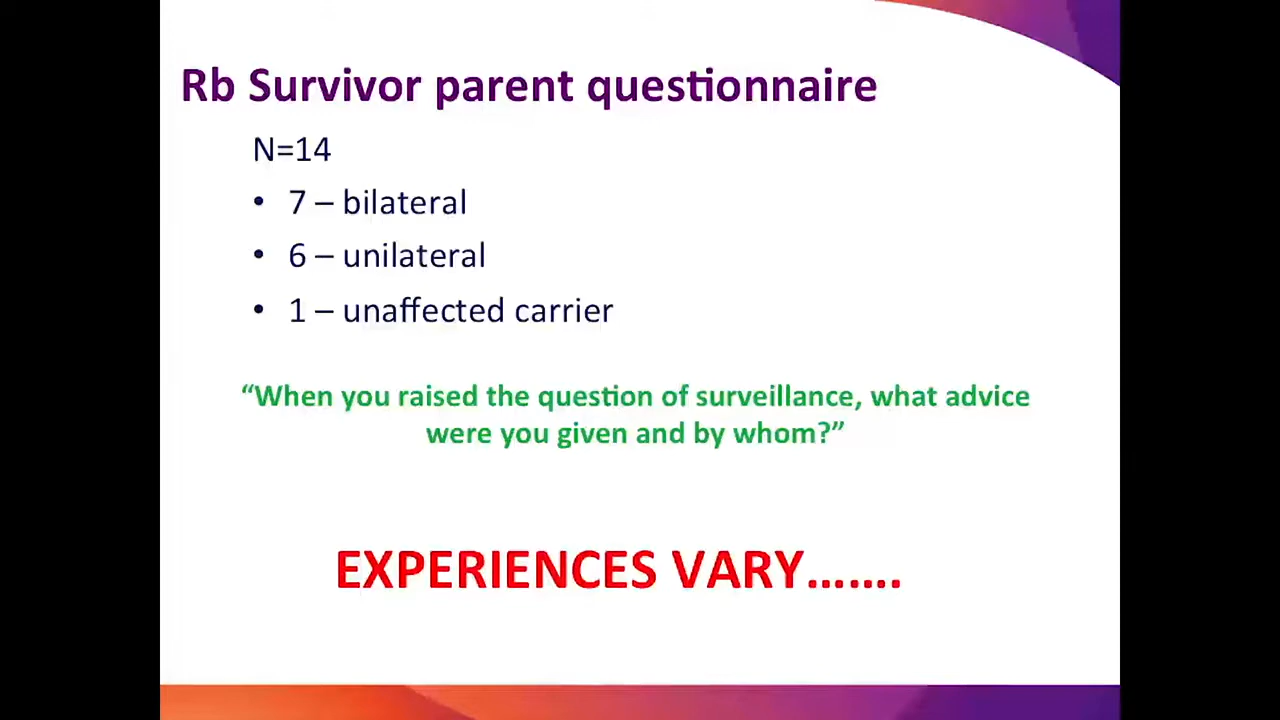 Rb Survivor parent questionnaire
N=14
• 7 – bilateral
• 6 – unilateral
• 1 – unaffected carrier
“When you raised the question of surveillance, what advice
were you given and by whom?”
EXPERIENCES VARY…….